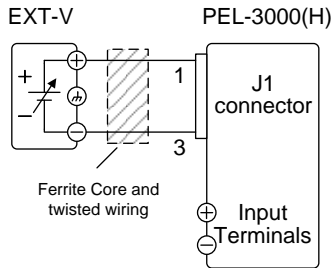 EXT-V
PEL-3000(H)
+
−
+
−
1
3
J1
connector
Ferrite Core and
twisted wiring
+
−
Input
Terminals